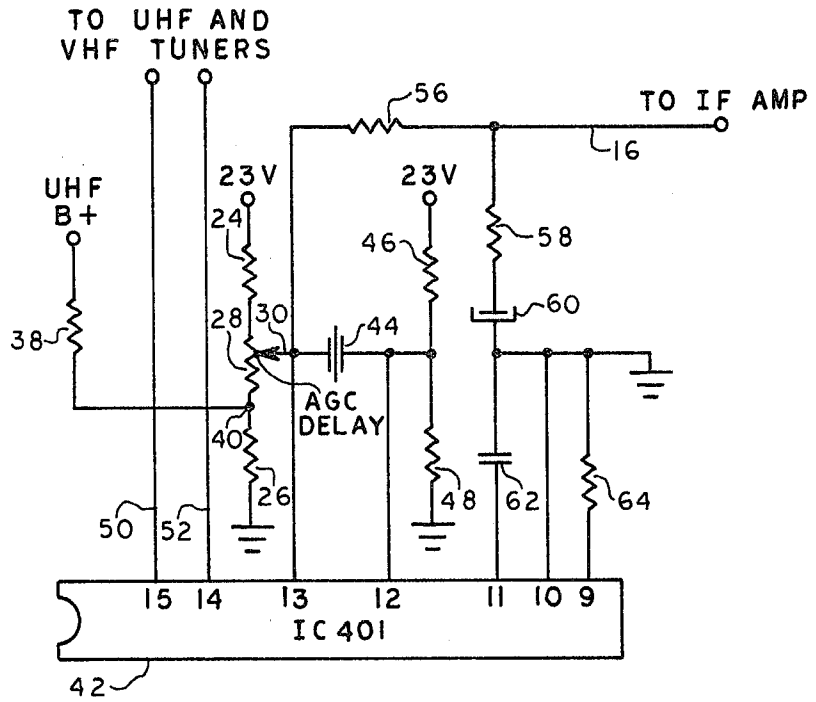 TO UHF AND
VHF TUNERS
56
TO IF AMP
16
UHF
B+
23V
23V
24
46
58
38
28
30
44
60
AGC
DELAY
40
26
48
62
64
50
52
15
14
13
12
11
10
9
IC401
42